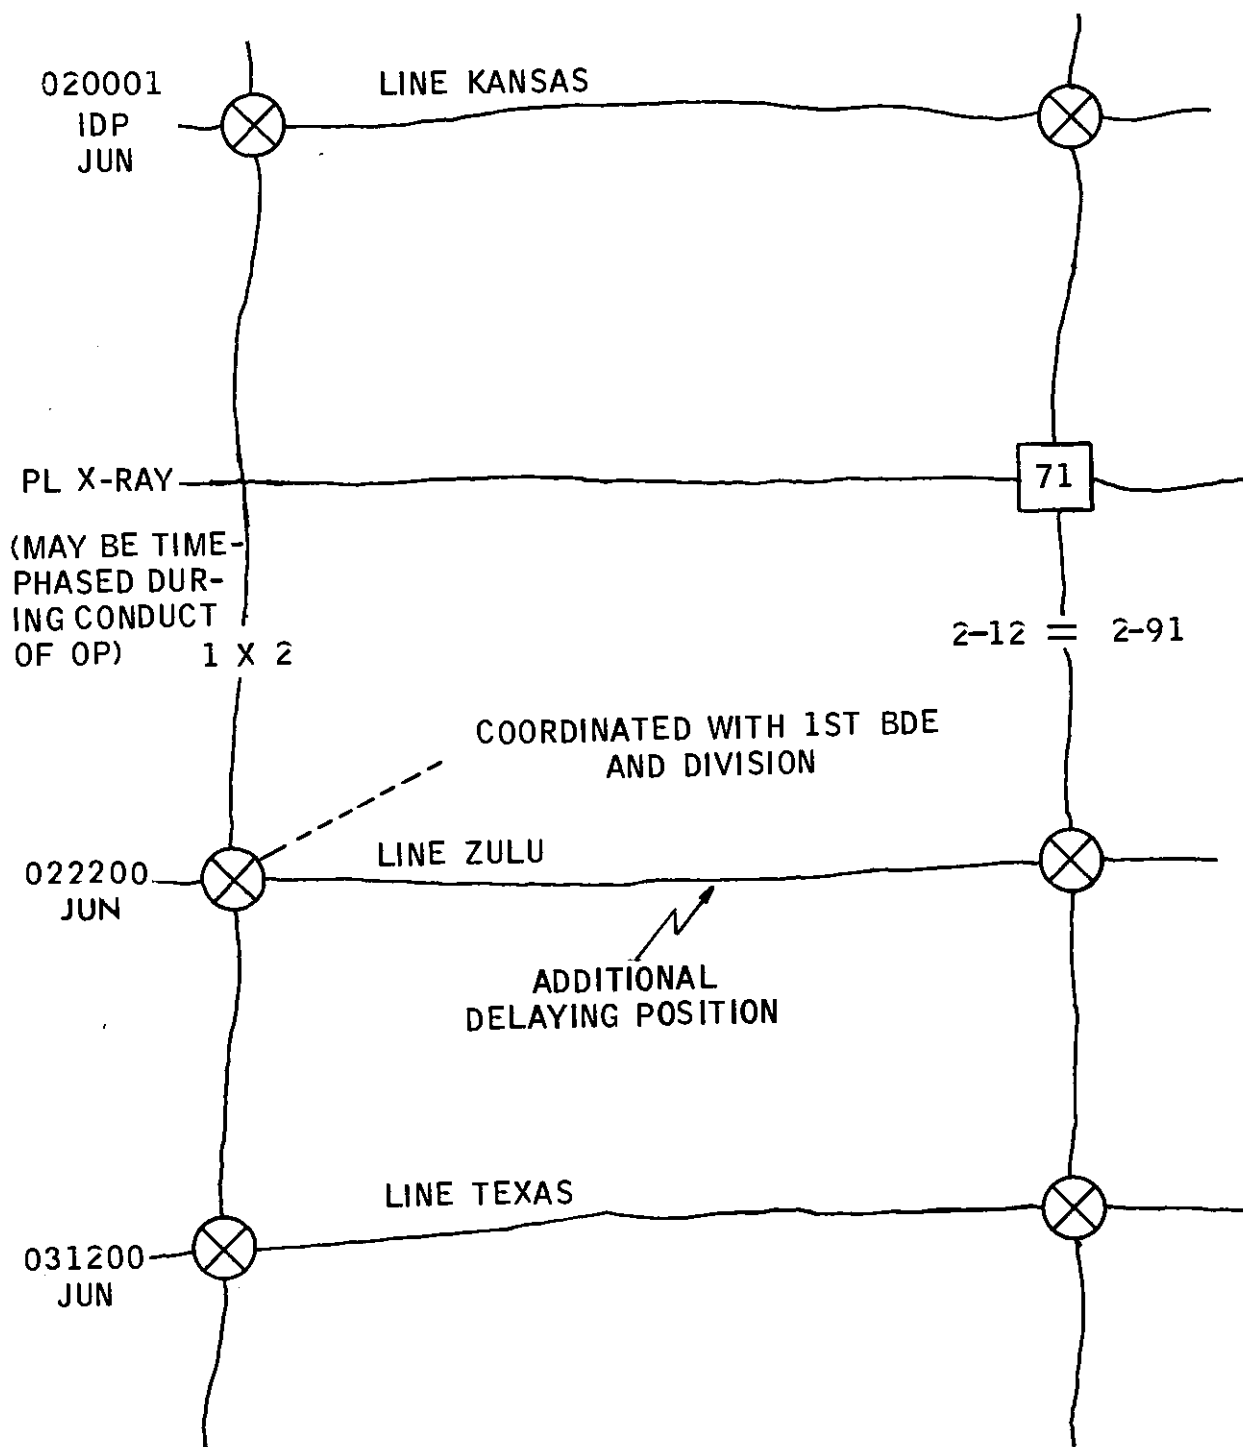 020001
IDP
JUN
LINE KANSAS
PL X-RAY
71
(MAY BE TIME-
PHASED DUR-
ING CONDUCT
OF OP)
1 X 2
2-12 = 2-91
COORDINATED WITH 1ST BDE
AND DIVISION
LINE ZULU
022200
JUN
ADDITIONAL
DELAYING POSITION
LINE TEXAS
031200
JUN